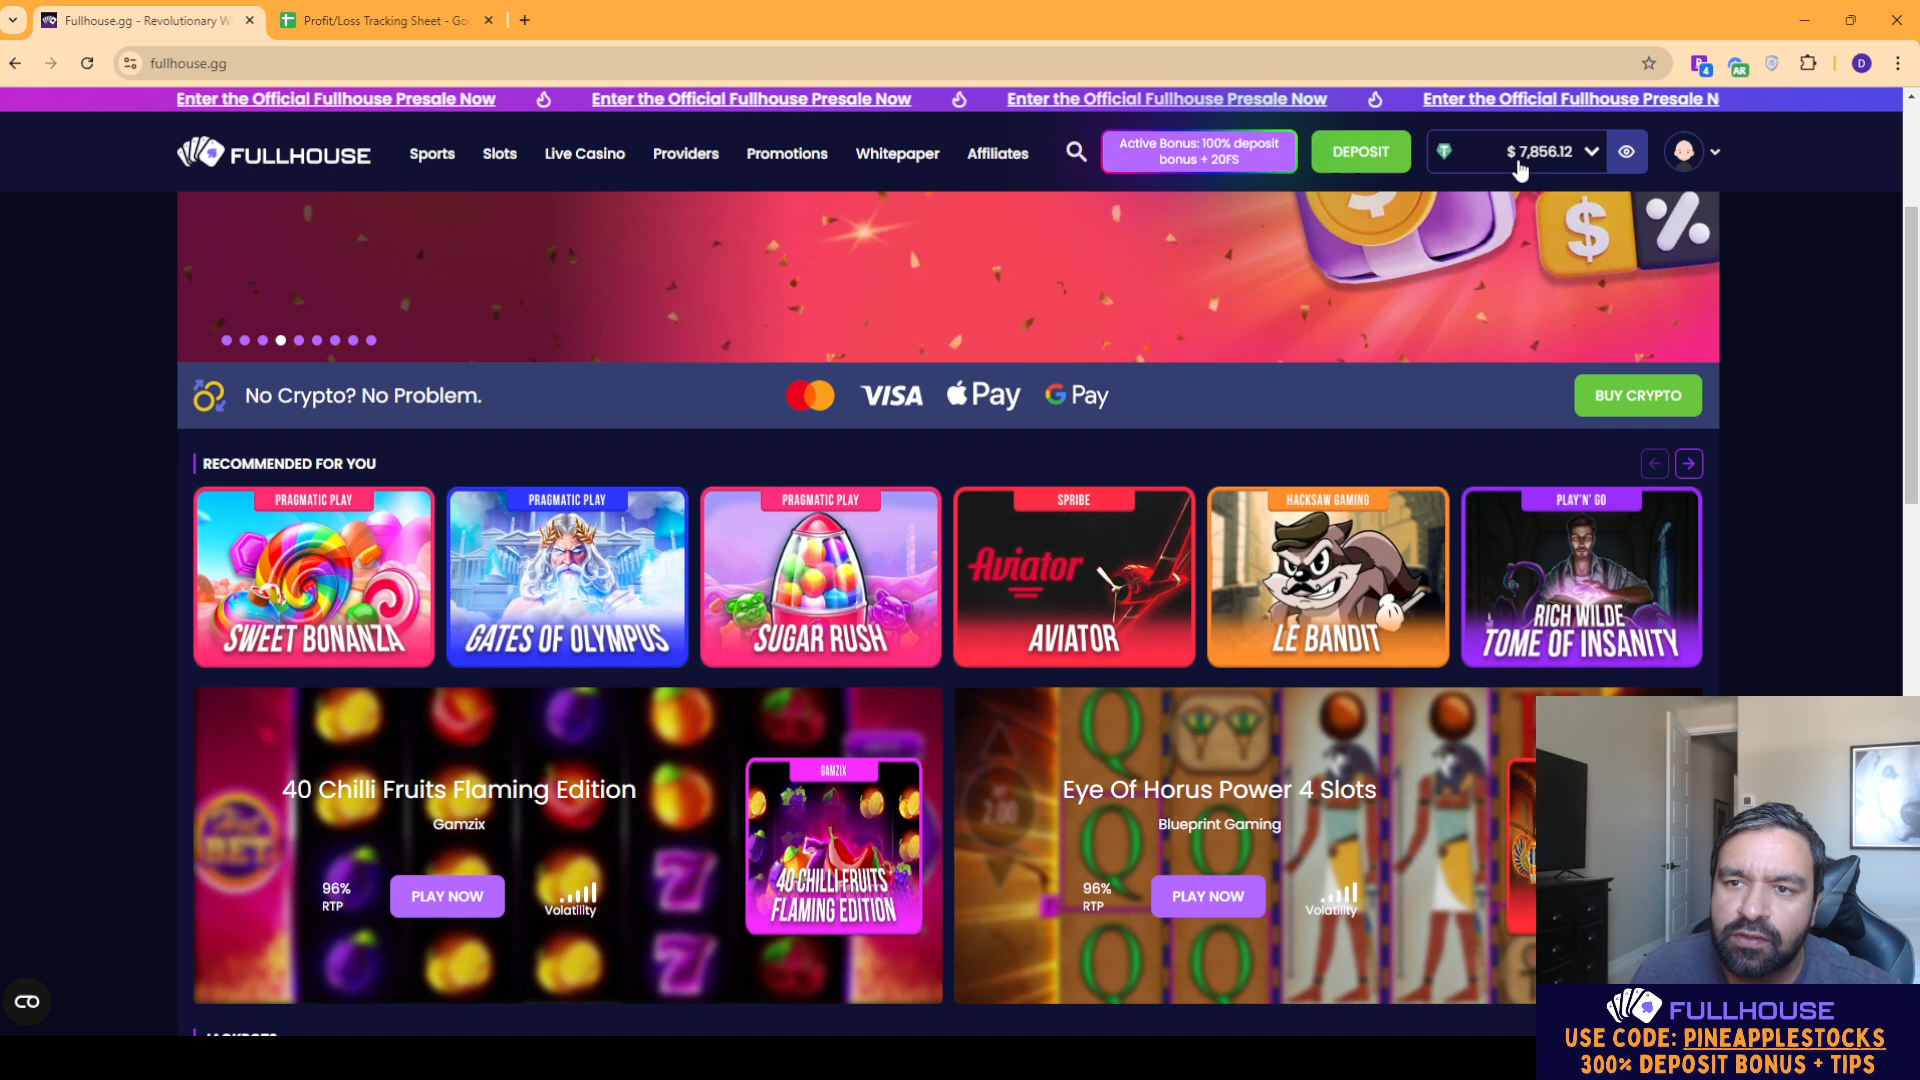 Fullhouse.gg - Revolutionary W
Profit/Loss Tracking Sheet - Goo
fullhouse.gg
4
AR
D
Enter the Official Fullhouse Presale Now
Enter the Official Fullhouse Presale Now
Enter the Official Fullhouse Presale Now
Enter the Official Fullhouse Presale N
FULLHOUSE
Sports
Slots
Live Casino
Providers
Promotions
Whitepaper
Affiliates
Active Bonus: 100% deposit
bonus + 20FS
DEPOSIT
$ 7,856.12
No Crypto? No Problem.
VISA
Pay
G Pay
BUY CRYPTO
RECOMMENDED FOR YOU
PRAGMATIC PLAY
SWEET BONANZA
PRAGMATIC PLAY
GATES OF OLYMPUS
PRAGMATIC PLAY
SUGAR RUSH
SPRIBE
Aviator
AVIATOR
HACKSAW GAMING
LE BANDIT
PLAY'N' GO
RICH WILDE
TOME OF INSANITY
40 Chilli Fruits Flaming Edition
Gamzix
96%
RTP
PLAY NOW
Volatility
GAMZIX
40 CHILLI FRUITS
FLAMING EDITION
Eye Of Horus Power 4 Slots
Blueprint Gaming
96%
RTP
PLAY NOW
Volatility
FULLHOUSE
USE CODE: PINEAPPLESTOCKS
300% DEPOSIT BONUS + TIPS